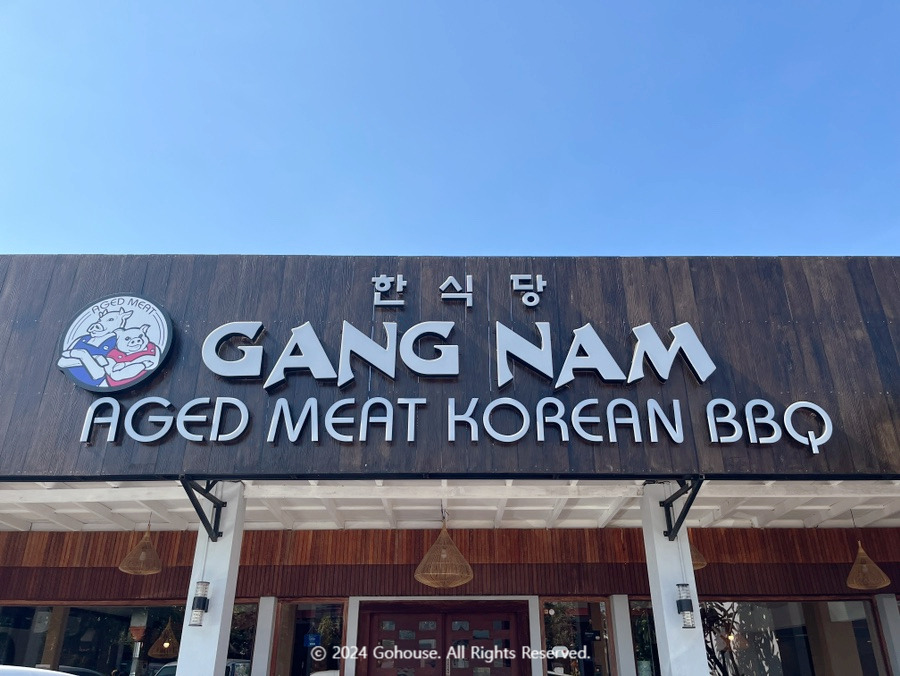 한식당
AGED MEAT
GANG NAM
AGED MEAT KOREAN BBQ
© 2024 Gohouse. All Rights Reserved.